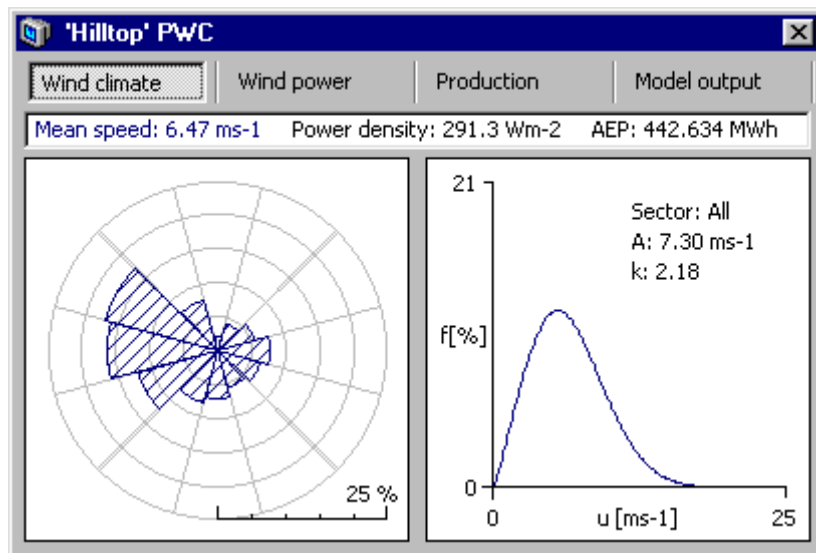 'Hilltop' PWC
Wind climate Wind power Production Model output
Mean speed: 6.47 ms-1 Power density: 291.3 Wm-2 AEP: 442.634 MWh
25 %
21
Sector: All
A: 7.30 ms-1
k: 2.18
f[%]
0
0 u [ms-1] 25